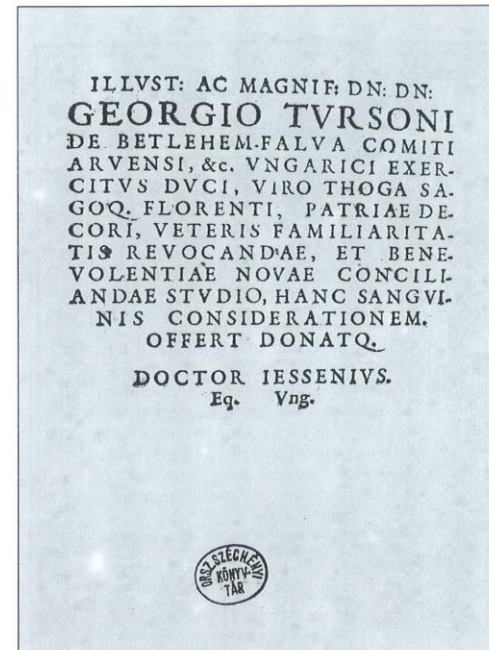 ILLVST: AC MAGNIF: DN: DN:
GEORGIO TVRSONI
DE BETLEHEM-FALVA COMITI
ARVENSI, &c. VNGARICI EXER-
CITVS DVCI, VIRO THOGA SA-
GOQ. FLORENTI, PATRIAE DE-
CORI, VETERIS FAMILIARITA-
TIS REVOCANDAE, ET BENE-
VOLENTIAE NOVAE CONCILI-
ANDAE STVDIO, HANC SANGVI-
NIS CONSIDERATIONEM.
OFFERT DONATQ.
DOCTOR IESSENIVS.
Eq. Vng.
ORSZ. SZÉCHÉNYI
KÖNYV-
TÁR